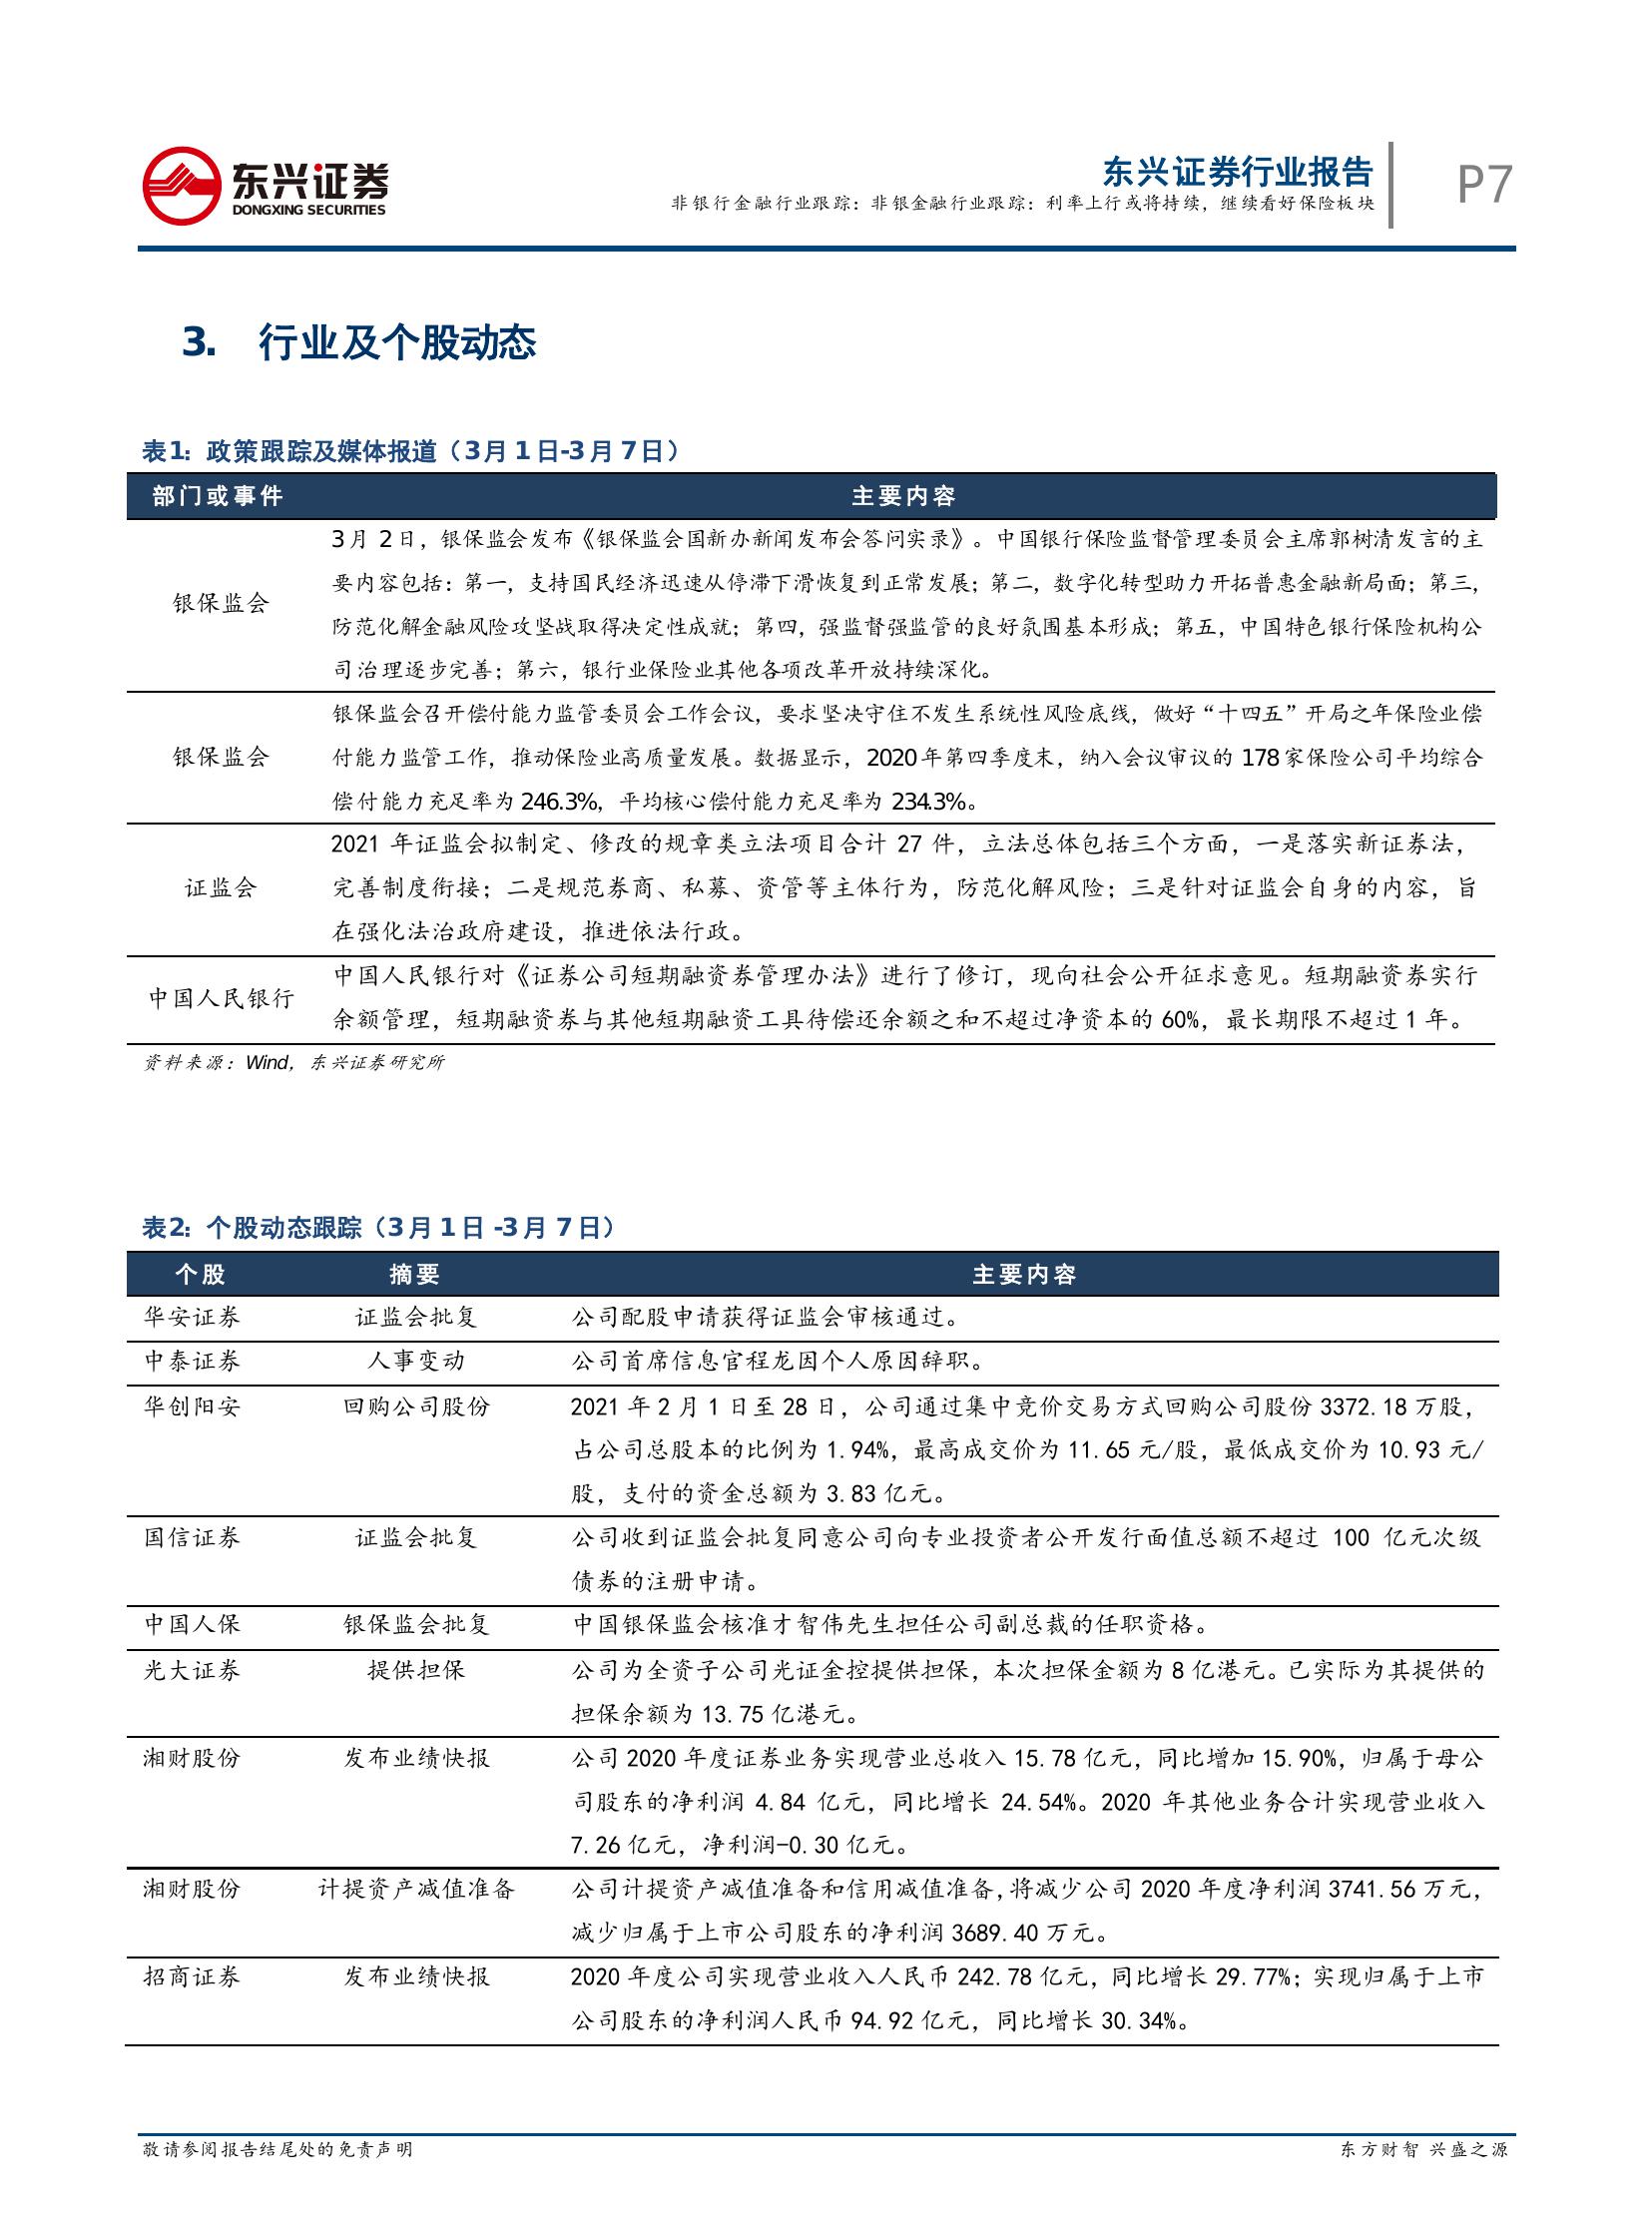 东兴证券
DONGXING SECURITIES
东兴证券行业报告
非银行金融行业跟踪：非银金融行业跟踪：利率上行或将持续，继续看好保险板块
P7
3. 行业及个股动态
表1：政策跟踪及媒体报道（3月1日-3月7日）
部门或事件 主要内容
3月2日，银保监会发布《银保监会国新办新闻发布会答问实录》。中国银行保险监督管理委员会主席郭树清发言的主
要内容包括：第一，支持国民经济迅速从停滞下滑恢复到正常发展；第二，数字化转型助力开拓普惠金融新局面；第三，
银保监会
防范化解金融风险攻坚战取得决定性成就；第四，强监督强监管的良好氛围基本形成；第五，中国特色银行保险机构公
司治理逐步完善；第六，银行业保险业其他各项改革开放持续深化。
银保监会召开偿付能力监管委员会工作会议，要求坚决守住不发生系统性风险底线，做好“十四五”开局之年保险业偿
银保监会 付能力监管工作，推动保险业高质量发展。数据显示，2020年第四季度末，纳入会议审议的178家保险公司平均综合
偿付能力充足率为246.3%，平均核心偿付能力充足率为234.3%。
2021年证监会拟制定、修改的规章类立法项目合计27件，立法总体包括三个方面，一是落实新证券法，
证监会 完善制度衔接；二是规范券商、私募、资管等主体行为，防范化解风险；三是针对证监会自身的内容，旨
在强化法治政府建设，推进依法行政。
中国人民银行对《证券公司短期融资券管理办法》进行了修订，现向社会公开征求意见。短期融资券实行
中国人民银行
余额管理，短期融资券与其他短期融资工具待偿还余额之和不超过净资本的60%，最长期限不超过1年。
资料来源：Wind，东兴证券研究所
表2：个股动态跟踪（3月1日-3月7日）
个股 摘要 主要内容
华安证券 证监会批复 公司配股申请获得证监会审核通过。
中泰证券 人事变动 公司首席信息官程龙因个人原因辞职。
华创阳安 回购公司股份 2021年2月1日至28日，公司通过集中竞价交易方式回购公司股份3372.18万股，
占公司总股本的比例为1.94%，最高成交价为11.65元/股，最低成交价为10.93元/
股，支付的资金总额为3.83亿元。
国信证券 证监会批复 公司收到证监会批复同意公司向专业投资者公开发行面值总额不超过 100 亿元次级
债券的注册申请。
中国人保 银保监会批复 中国银保监会核准才智伟先生担任公司副总裁的任职资格。
光大证券 提供担保 公司为全资子公司光证金控提供担保，本次担保金额为8亿港元。已实际为其提供的
担保余额为13.75亿港元。
湘财股份 发布业绩快报 公司2020年度证券业务实现营业总收入15.78亿元，同比增加15.90%，归属于母公
司股东的净利润4.84亿元，同比增长24.54%。2020年其他业务合计实现营业收入
7.26亿元，净利润-0.30亿元。
湘财股份 计提资产减值准备 公司计提资产减值准备和信用减值准备，将减少公司2020年度净利润3741.56万元，
减少归属于上市公司股东的净利润3689.40万元。
招商证券 发布业绩快报 2020年度公司实现营业收入人民币242.78亿元，同比增长29.77%；实现归属于上市
公司股东的净利润人民币94.92亿元，同比增长30.34%。
敬请参阅报告结尾处的免责声明 东方财智 兴盛之源